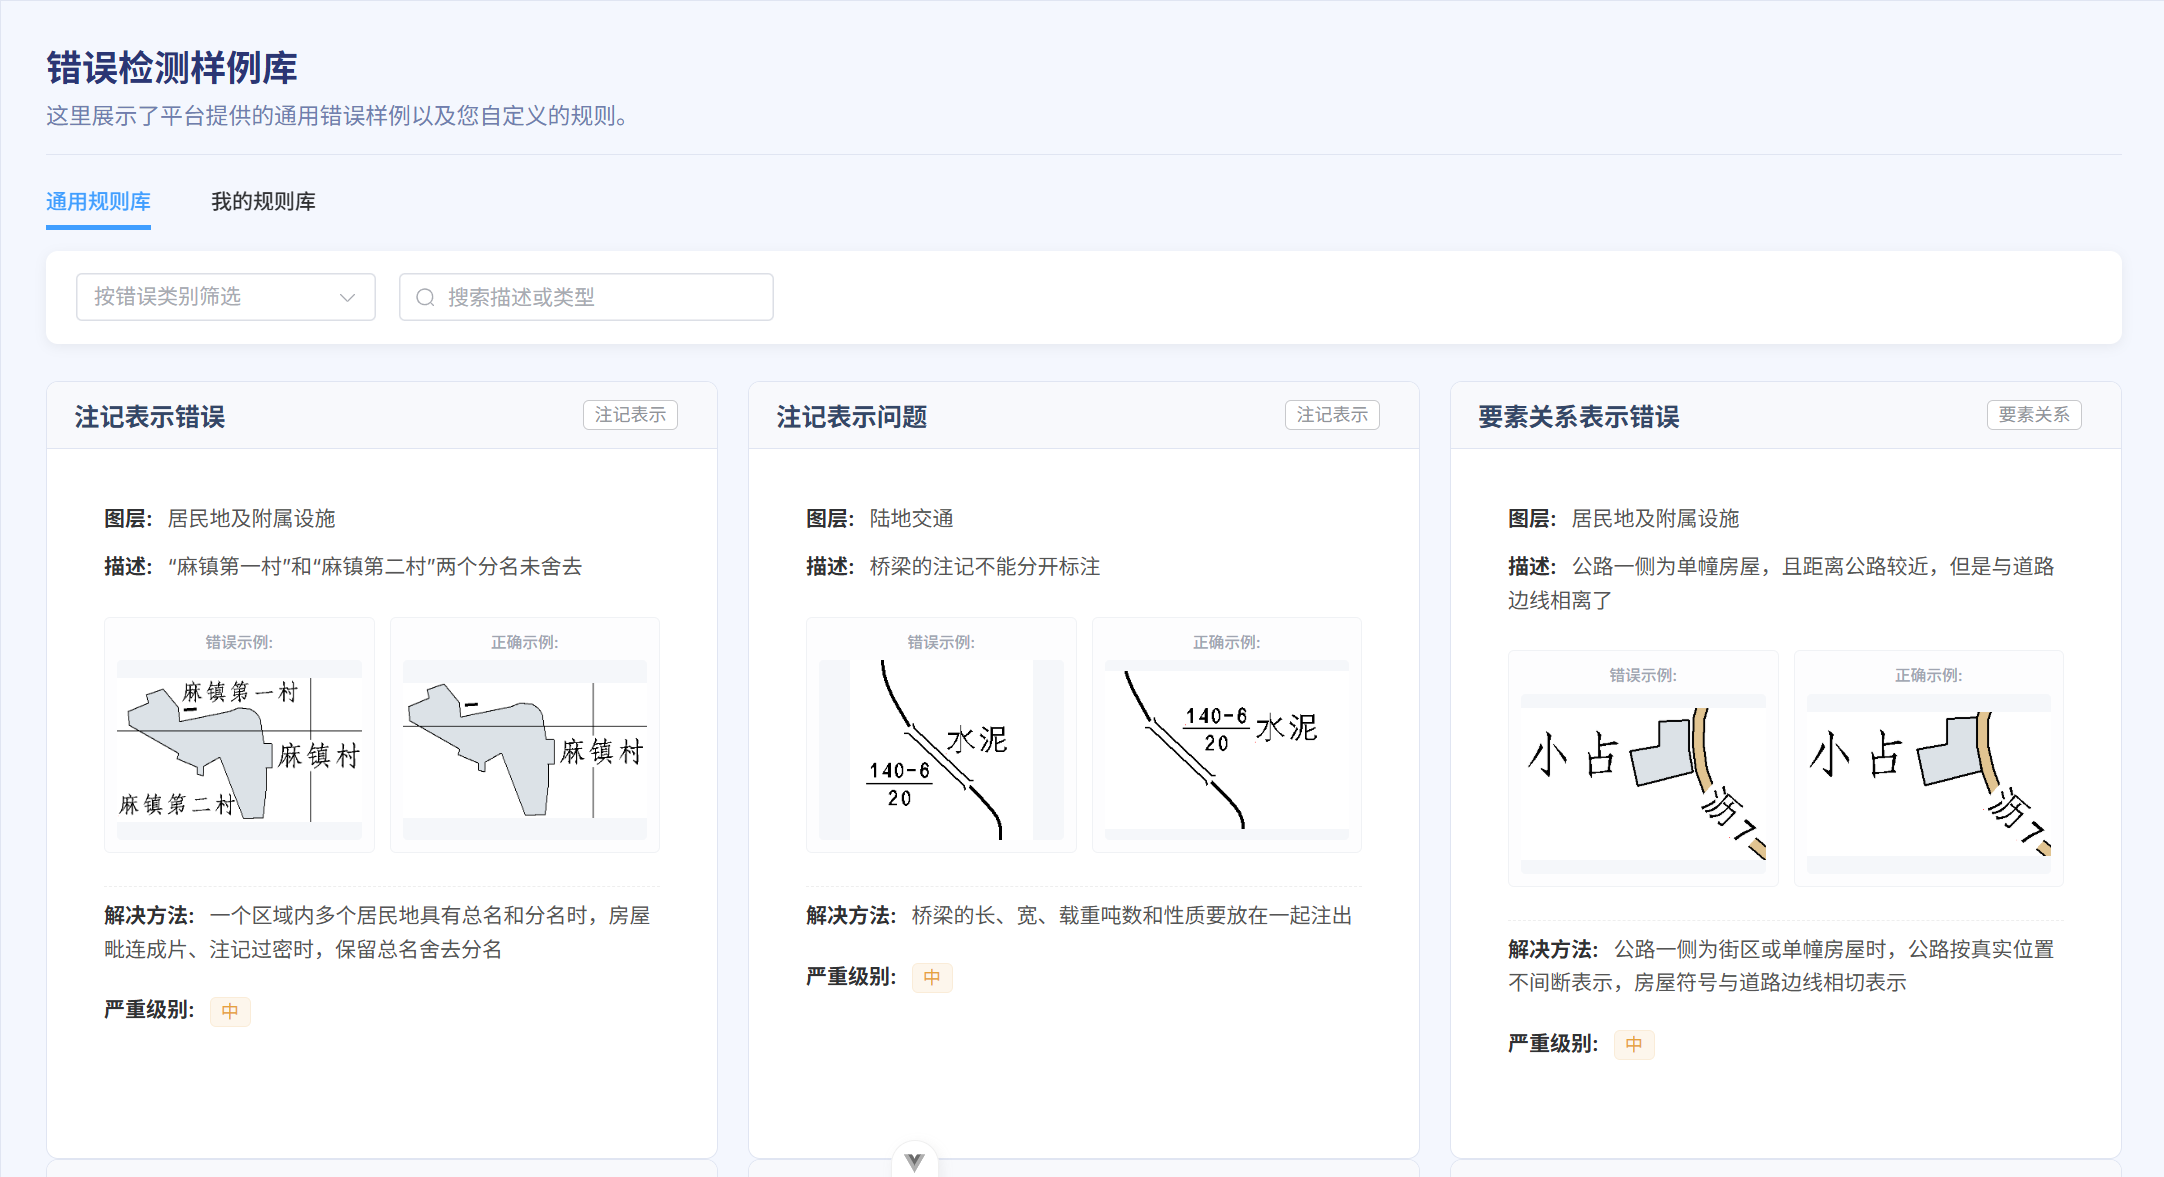 错误检测样例库
这里展示了平台提供的通用错误样例以及您自定义的规则。
通用规则库
我的规则库
按错误类别筛选
搜索描述或类型
注记表示错误
注记表示
图层: 居民地及附属设施
描述: “麻镇第一村”和“麻镇第二村”两个分名未舍去
错误示例:
麻镇第一村
麻镇村
麻镇第二村
正确示例:
麻镇村
解决方法: 一个区域内多个居民地具有总名和分名时，房屋
毗连成片、注记过密时，保留总名舍去分名
严重级别: 中
注记表示问题
注记表示
图层: 陆地交通
描述: 桥梁的注记不能分开标注
错误示例:
水泥
140-6
20
正确示例:
140-6
20
水泥
解决方法: 桥梁的长、宽、载重吨数和性质要放在一起注出
严重级别: 中
要素关系表示错误
要素关系
图层: 居民地及附属设施
描述: 公路一侧为单幢房屋，且距离公路较近，但是与道路
边线相离了
错误示例:
小占
沥7
正确示例:
小占
沥7
解决方法: 公路一侧为街区或单幢房屋时，公路按真实位置
不间断表示，房屋符号与道路边线相切表示
严重级别: 中